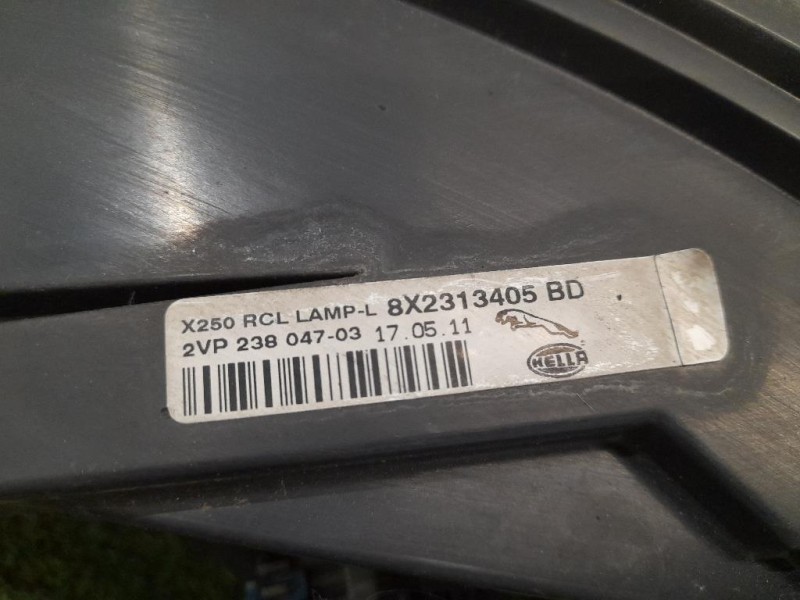 X250 RCL LAMP-L 8X2313405 BD
2VP 238 047-03 17.05.11
HELLA